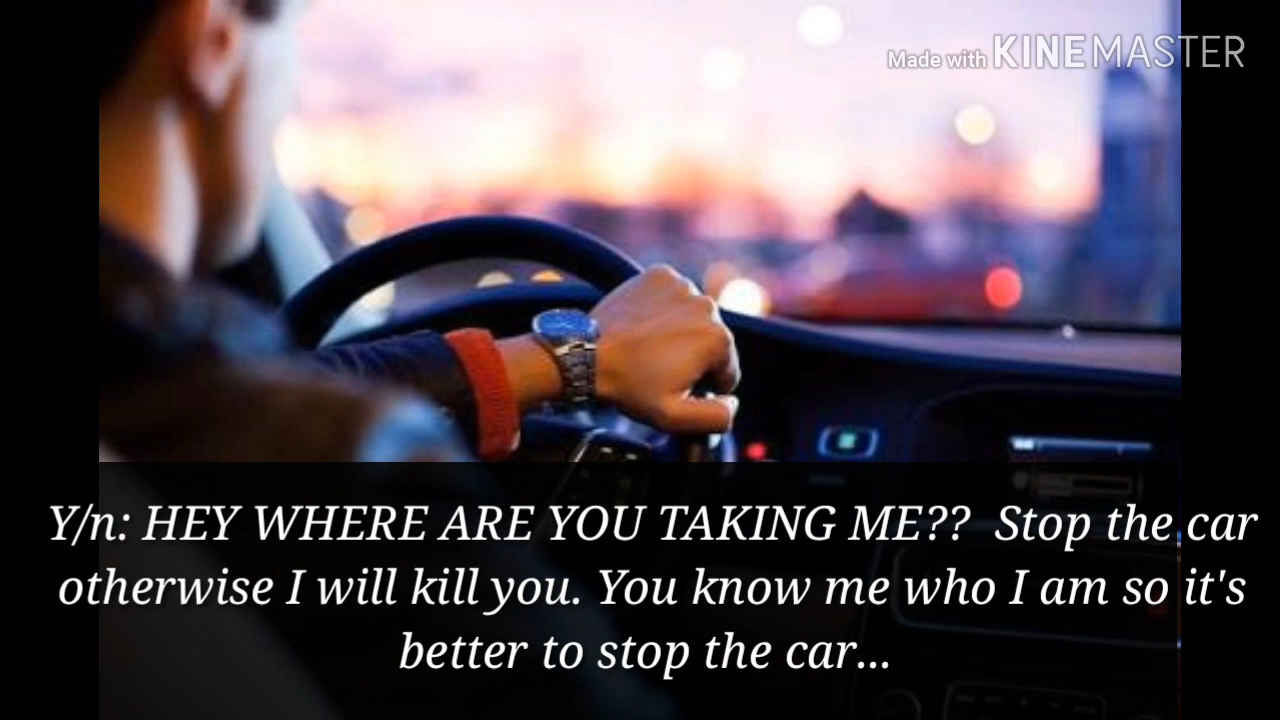 Made with KINEMASTER
Y/n: HEY WHERE ARE YOU TAKING ME?? Stop the car
otherwise I will kill you. You know me who I am so it's
better to stop the car...